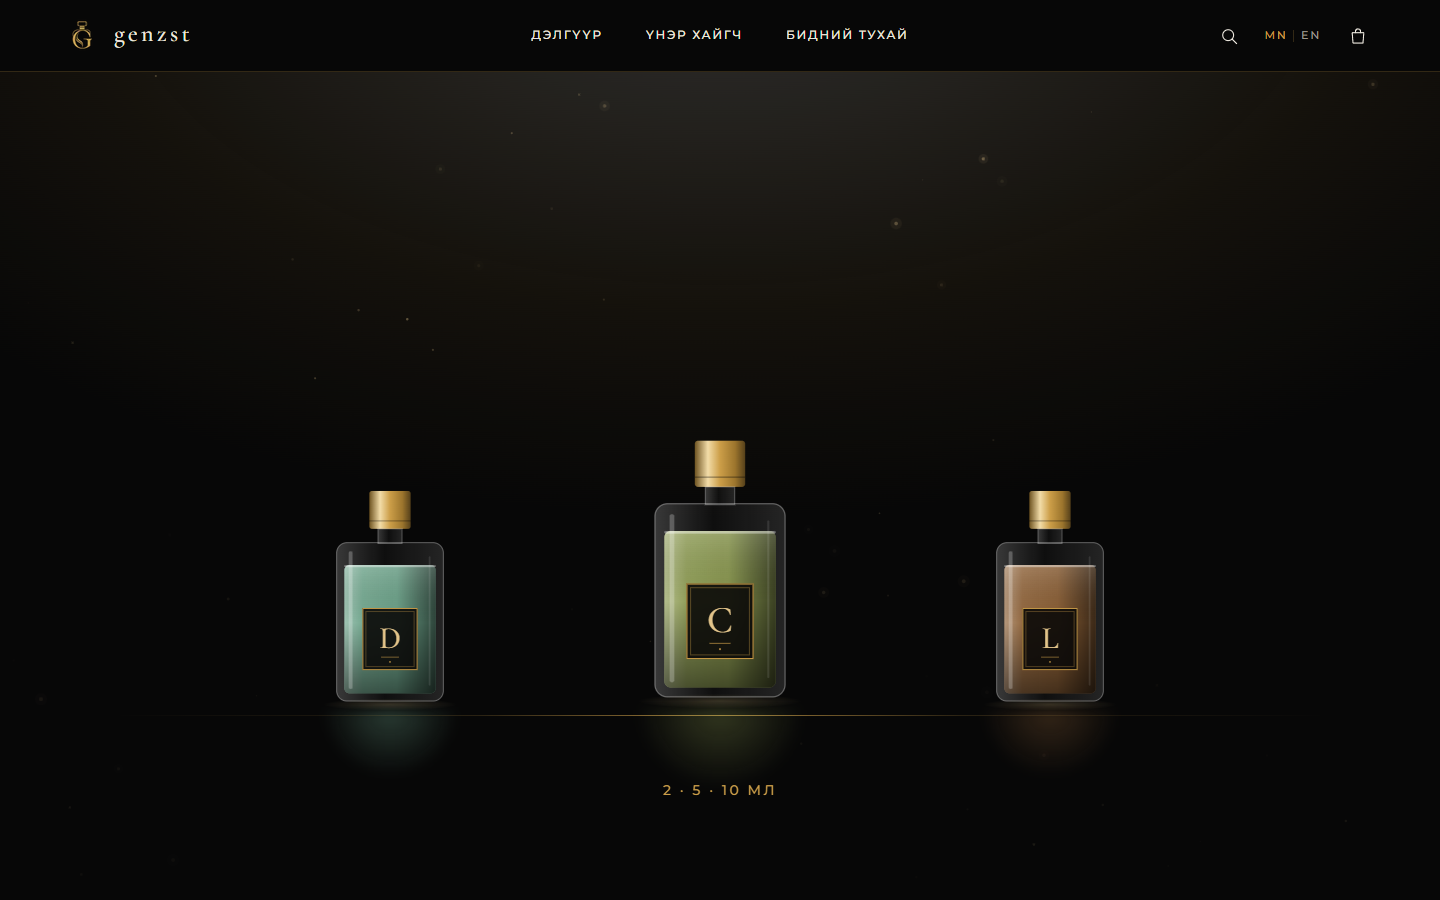 genzst
ДЭЛГҮҮР
ҮНЭР ХАЙГЧ
БИДНИЙ ТУХАЙ
MN | EN
D
C
L
2 · 5 · 10 МЛ